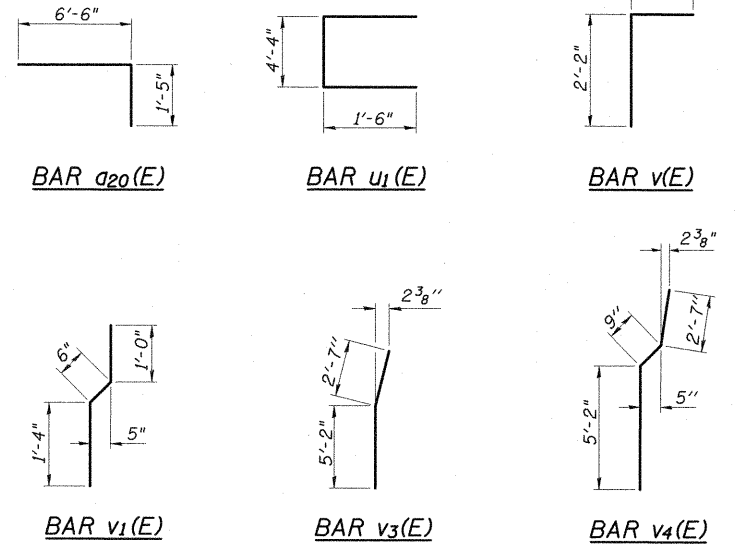 6'-6"
1'-5"
BAR a20(E)
4'-4"
1'-6"
BAR u1(E)
2'-2"
BAR v(E)
6"
1'-0"
1'-4"
5"
BAR v1(E)
2 3/8"
2'-7"
5'-2"
BAR v3(E)
2 3/8"
9"
2'-7"
5'-2"
5"
BAR v4(E)